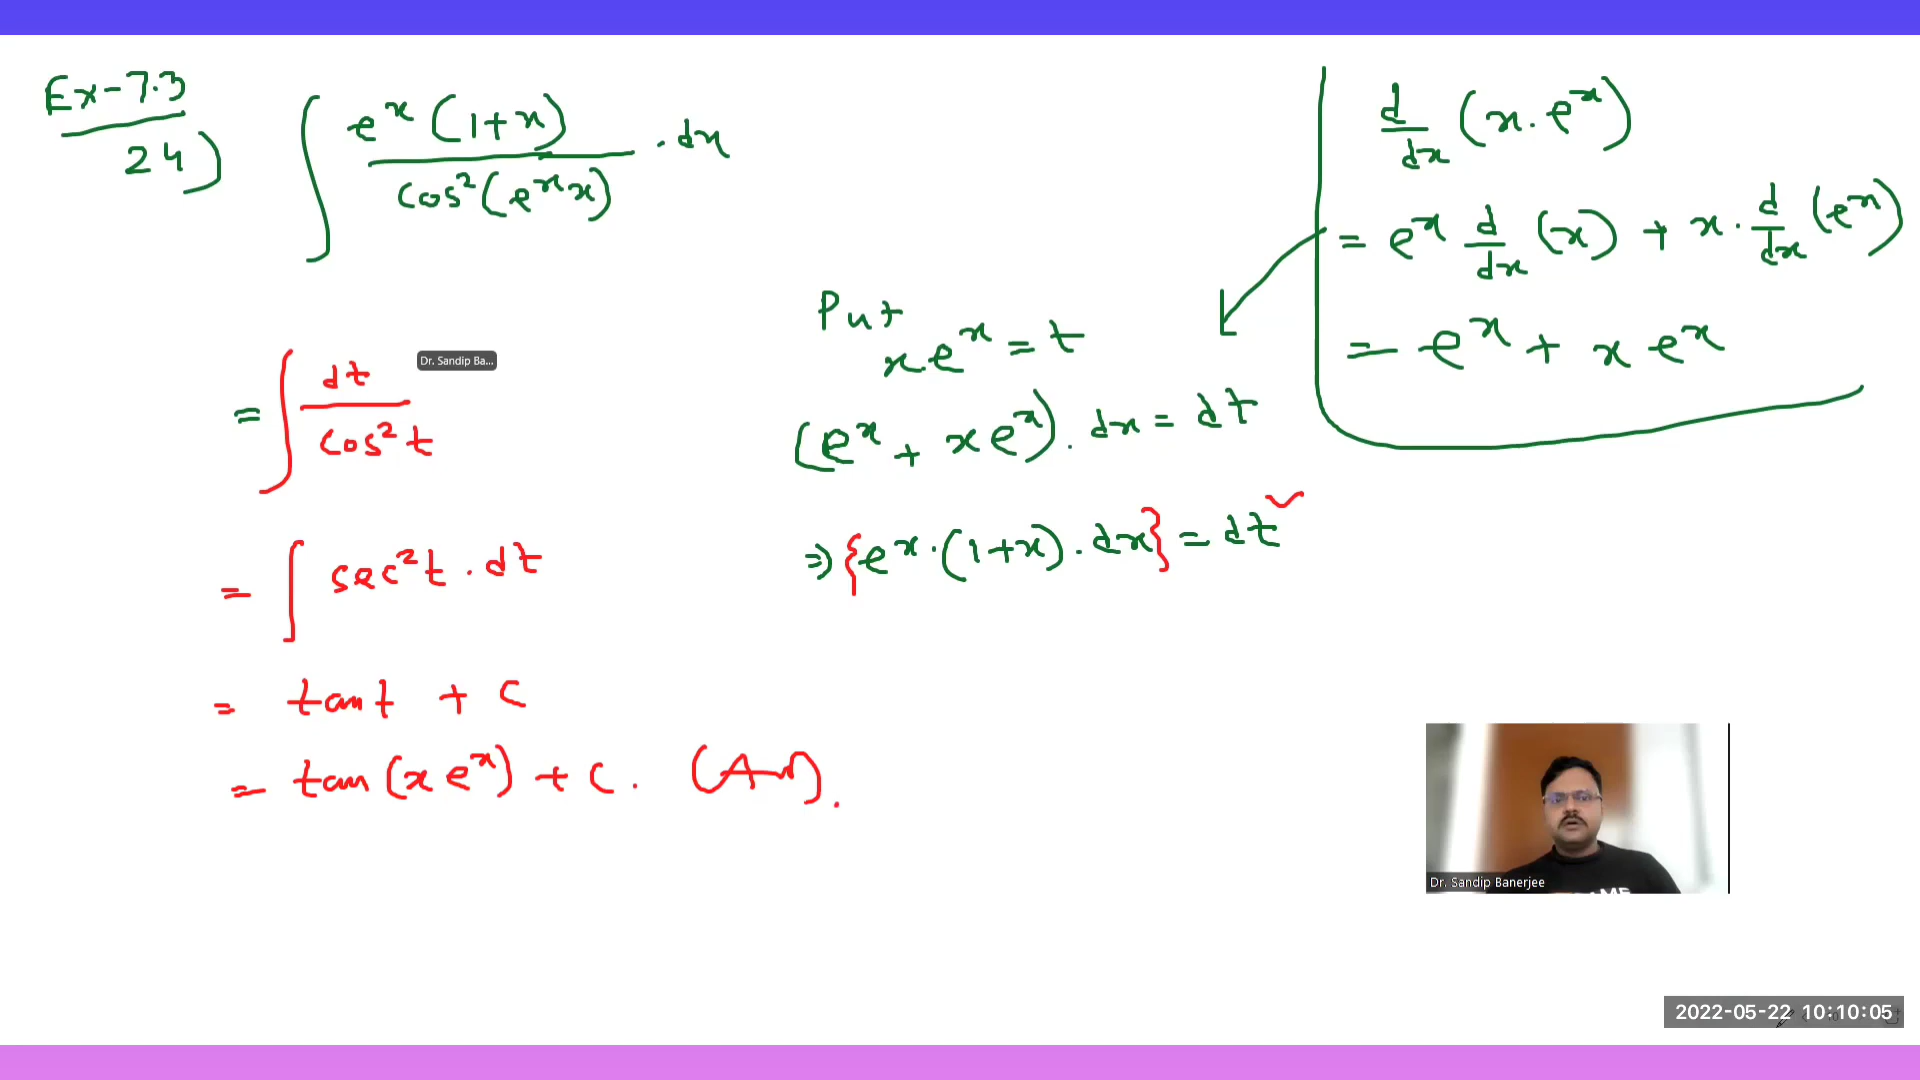 Ex-7.3
24)
∫ eˣ(1+x)/cos²(eˣx) . dx
d/dx (x.eˣ)
= eˣ d/dx (x) + x . d/dx (eˣ)
= eˣ + x eˣ
Put
x.eˣ = t
(eˣ + xeˣ). dx = dt
⇒ {eˣ.(1+x).dx} = dt ✓
= ∫ dt/cos²t
Dr. Sandip Ba...
= ∫ sec²t . dt
= tant + c
= tan(xeˣ) + c. (An).
Dr. Sandip Banerjee
2022-05-22 10:10:05